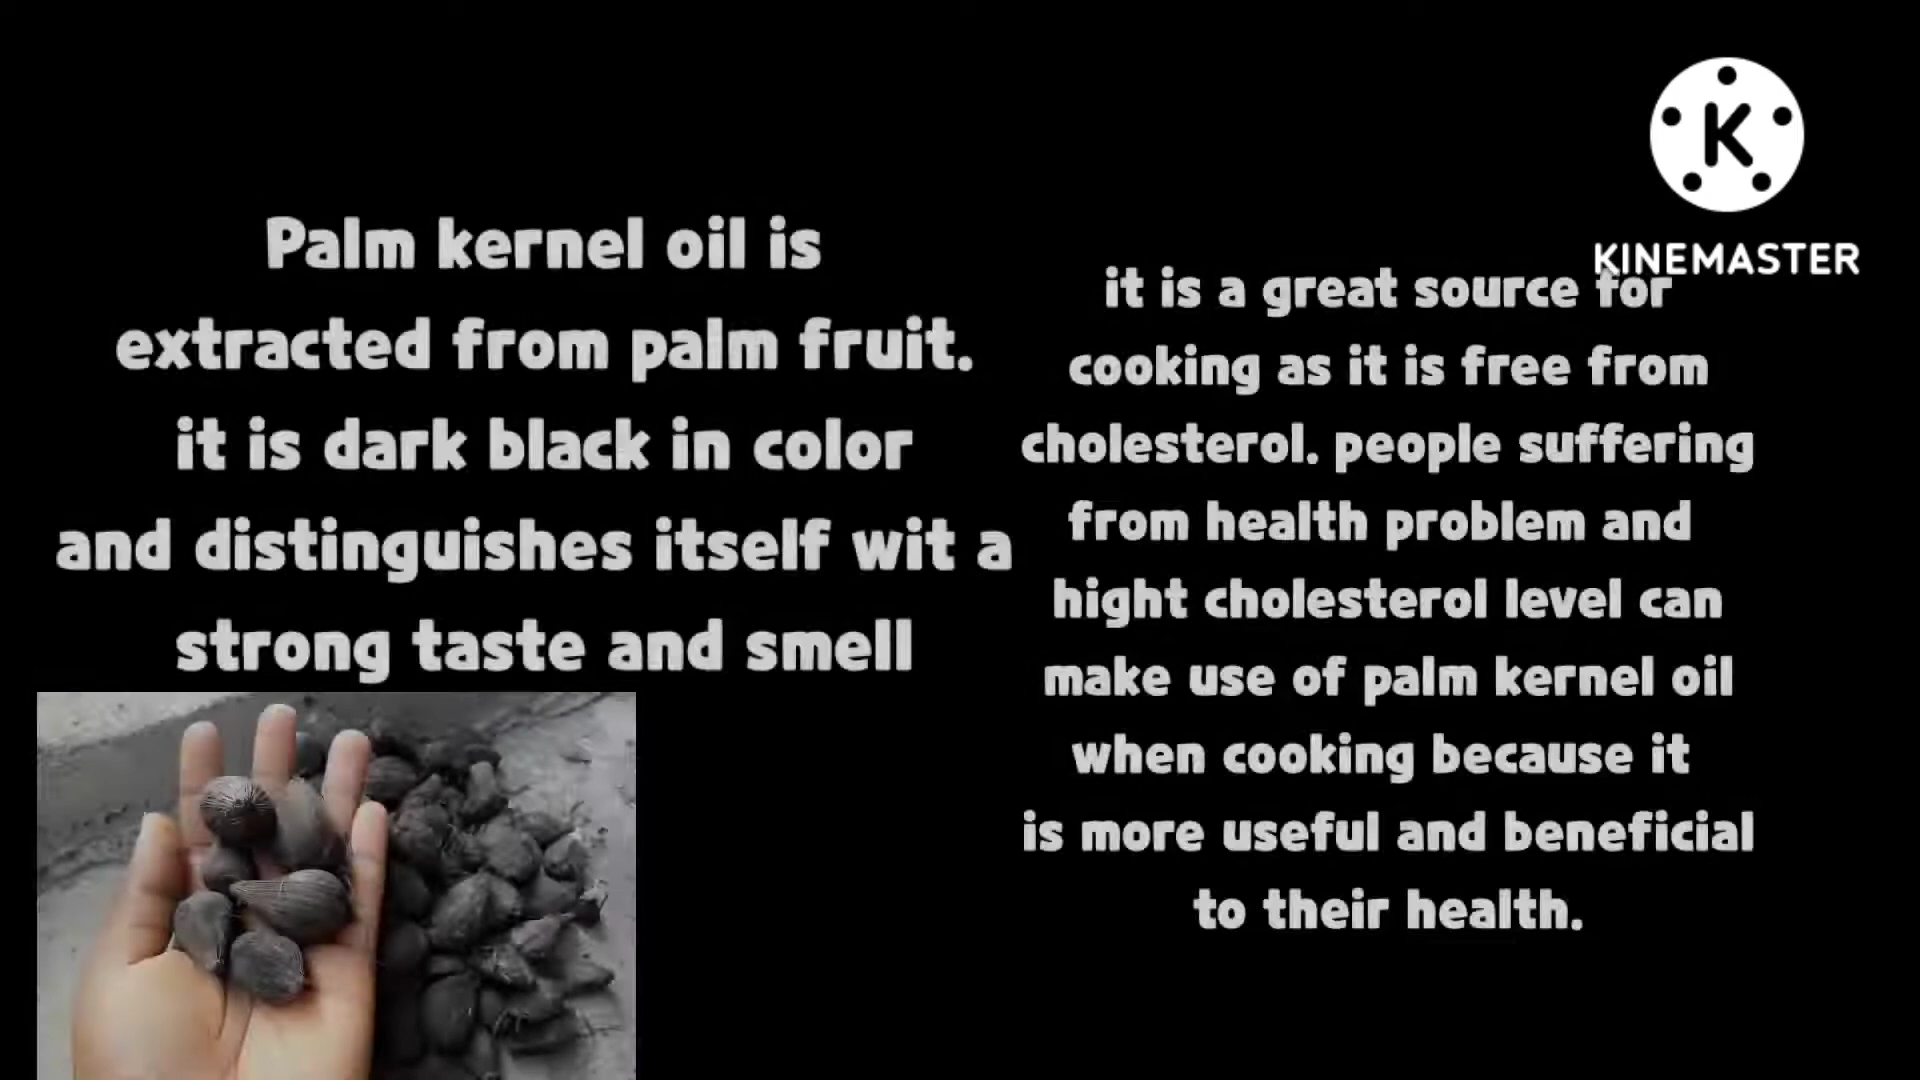 Palm kernel oil is
extracted from palm fruit.
it is dark black in color
and distinguishes itself wit a
strong taste and smell
KINEMASTER
it is a great source for
cooking as it is free from
cholesterol. people suffering
from health problem and
hight cholesterol level can
make use of palm kernel oil
when cooking because it
is more useful and beneficial
to their health.